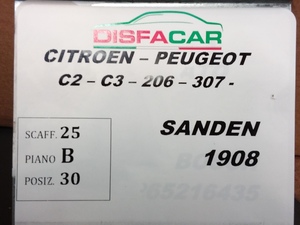 DISFACAR
CITROEN – PEUGEOT
C2 – C3 – 206 – 307 -
SCAFF. 25
PIANO B
POSIZ. 30
SANDEN
1908